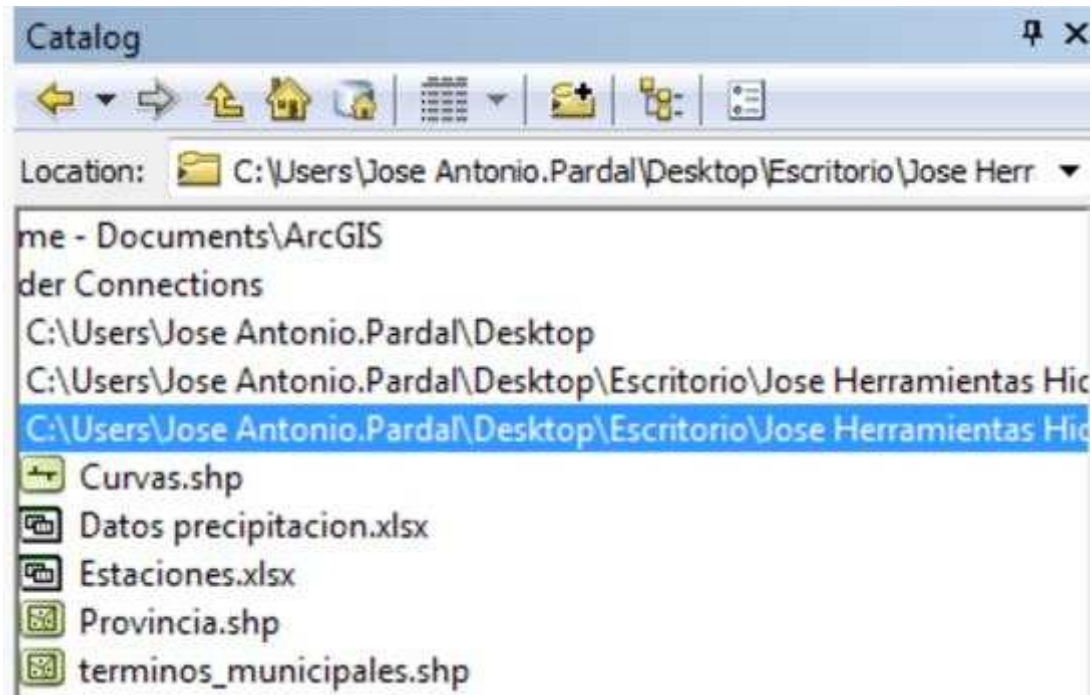 Catalog
Location: C:\Users\Jose Antonio.Pardal\Desktop\Escritorio\Jose Herr
me - Documents\ArcGIS
der Connections
C:\Users\Jose Antonio.Pardal\Desktop
C:\Users\Jose Antonio.Pardal\Desktop\Escritorio\Jose Herramientas Hic
C:\Users\Jose Antonio.Pardal\Desktop\Escritorio\Jose Herramientas Hic
Curvas.shp
Datos precipitacion.xlsx
Estaciones.xlsx
Provincia.shp
terminos_municipales.shp